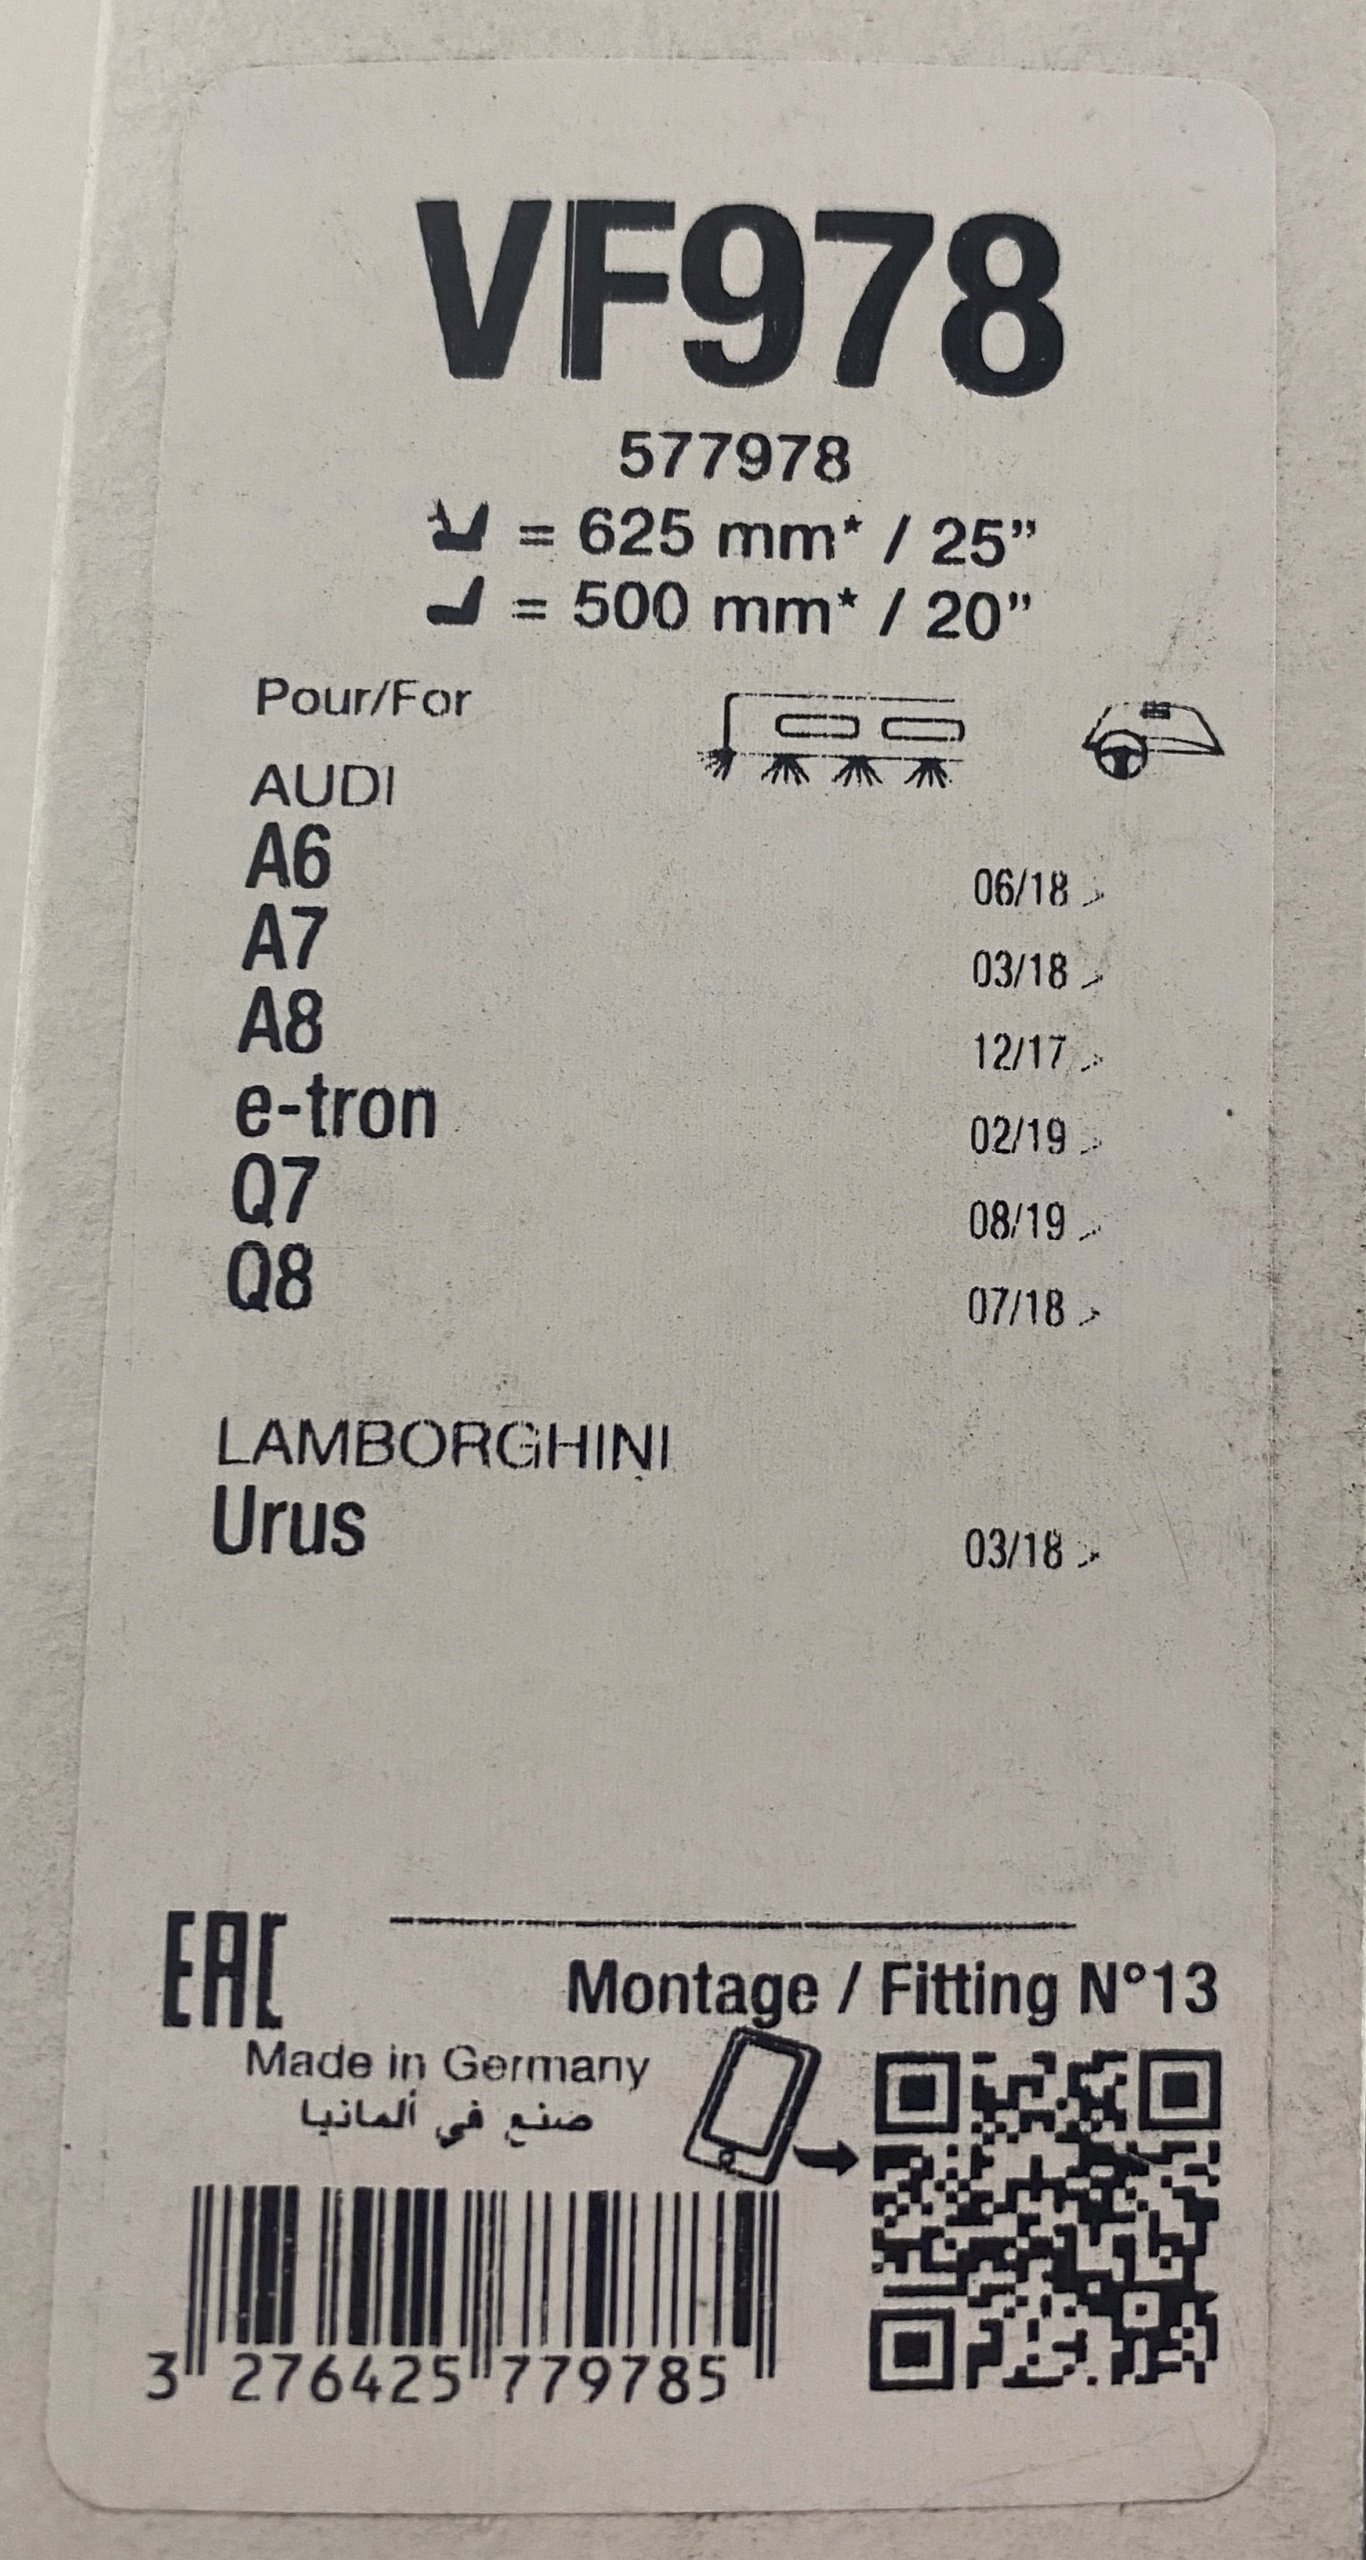 VF978
577978
= 625 mm* / 25”
= 500 mm* / 20”
Pour/For
AUDI
A6 06/18 >
A7 03/18 >
A8 12/17 >
e-tron 02/19 >
Q7 08/19 >
Q8 07/18 >
LAMBORGHINI
Urus 03/18 >
EAC
Montage / Fitting N°13
Made in Germany
صنع في ألمانيا
3 276425 779785